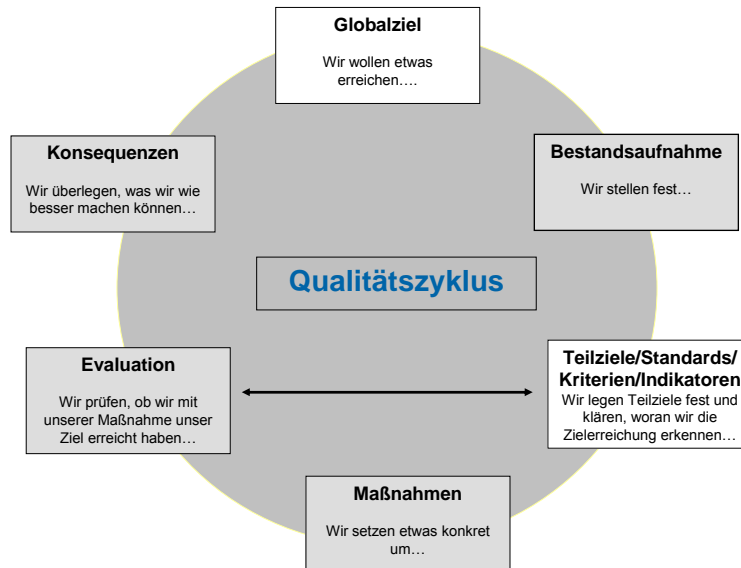 Globalziel
Wir wollen etwas
erreichen….
Konsequenzen
Wir überlegen, was wir wie
besser machen können…
Bestandsaufnahme
Wir stellen fest…
Qualitätszyklus
Evaluation
Wir prüfen, ob wir mit
unserer Maßnahme unser
Ziel erreicht haben…
Teilziele/Standards/
Kriterien/Indikatoren
Wir legen Teilziele fest und
klären, woran wir die
Zielerreichung erkennen…
Maßnahmen
Wir setzen etwas konkret
um…